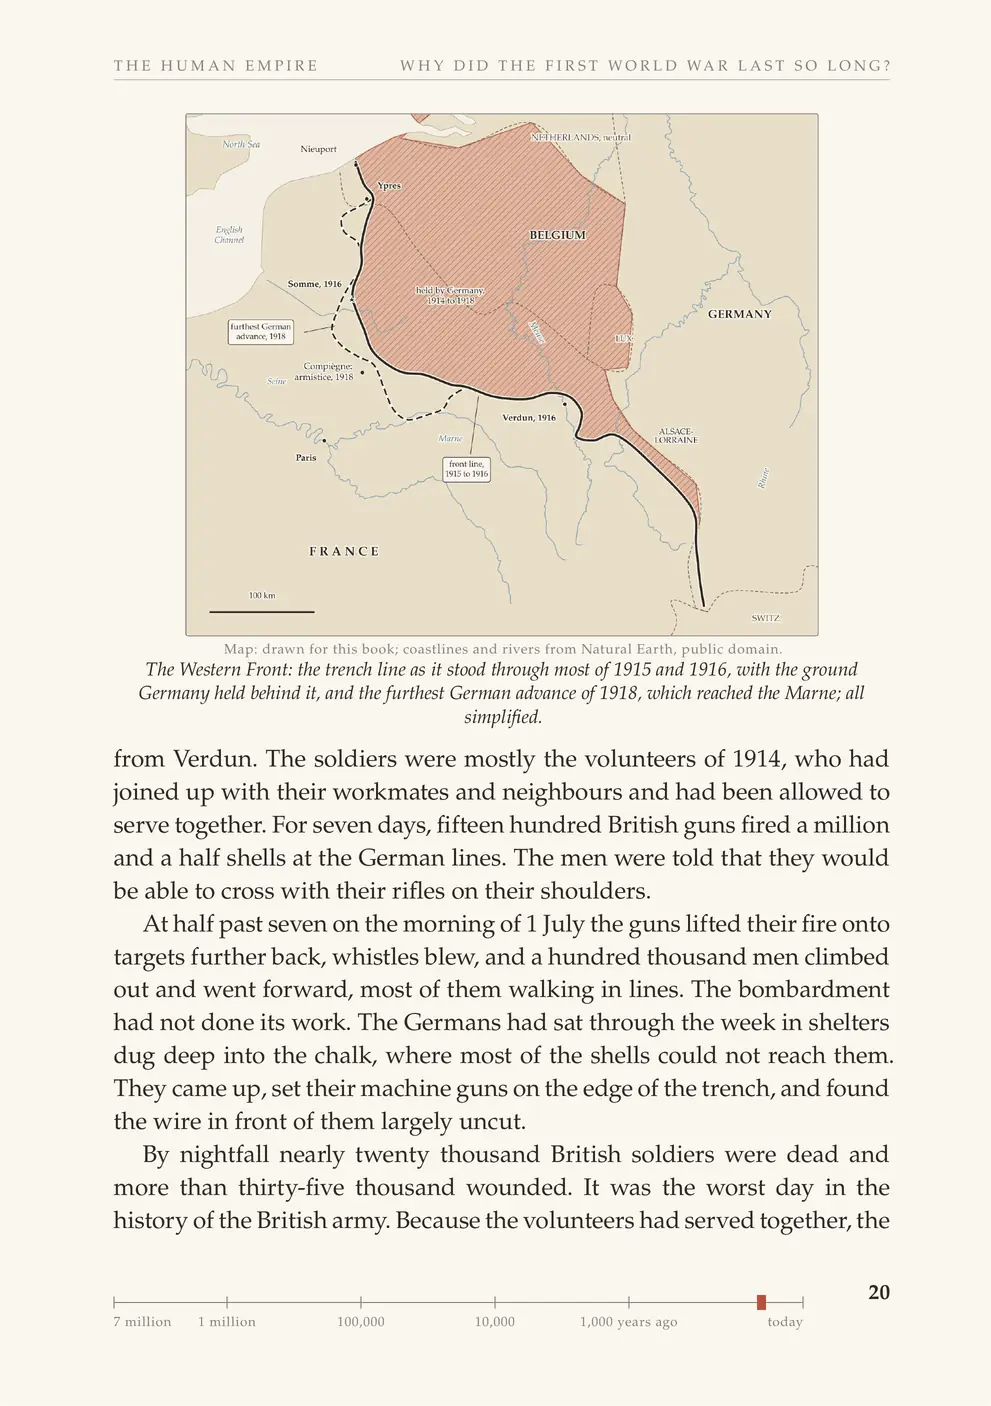 THE HUMAN EMPIRE
WHY DID THE FIRST WORLD WAR LAST SO LONG?
North Sea
Nieuport
NETHERLANDS, neutral
Ypres
English
Channel
BELGIUM
Somme, 1916
held by Germany,
1914 to 1918
GERMANY
furthest German
advance, 1918
Meuse
LUX.
Compiègne:
armistice, 1918
Seine
Verdun, 1916
ALSACE-
LORRAINE
Marne
Paris
front line,
1915 to 1916
Rhine
FRANCE
100 km
SWITZ.
Map: drawn for this book; coastlines and rivers from Natural Earth, public domain.
The Western Front: the trench line as it stood through most of 1915 and 1916, with the ground
Germany held behind it, and the furthest German advance of 1918, which reached the Marne; all
simplified.
from Verdun. The soldiers were mostly the volunteers of 1914, who had
joined up with their workmates and neighbours and had been allowed to
serve together. For seven days, fifteen hundred British guns fired a million
and a half shells at the German lines. The men were told that they would
be able to cross with their rifles on their shoulders.
At half past seven on the morning of 1 July the guns lifted their fire onto
targets further back, whistles blew, and a hundred thousand men climbed
out and went forward, most of them walking in lines. The bombardment
had not done its work. The Germans had sat through the week in shelters
dug deep into the chalk, where most of the shells could not reach them.
They came up, set their machine guns on the edge of the trench, and found
the wire in front of them largely uncut.
By nightfall nearly twenty thousand British soldiers were dead and
more than thirty-five thousand wounded. It was the worst day in the
history of the British army. Because the volunteers had served together, the
20
7 million
1 million
100,000
10,000
1,000 years ago
today